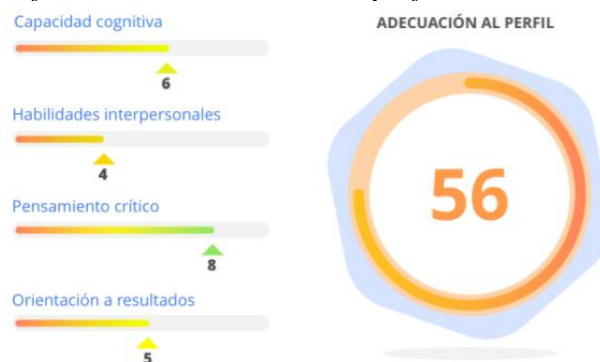 Capacidad cognitiva
6
Habilidades interpersonales
4
Pensamiento crítico
8
Orientación a resultados
5
ADECUACIÓN AL PERFIL
56